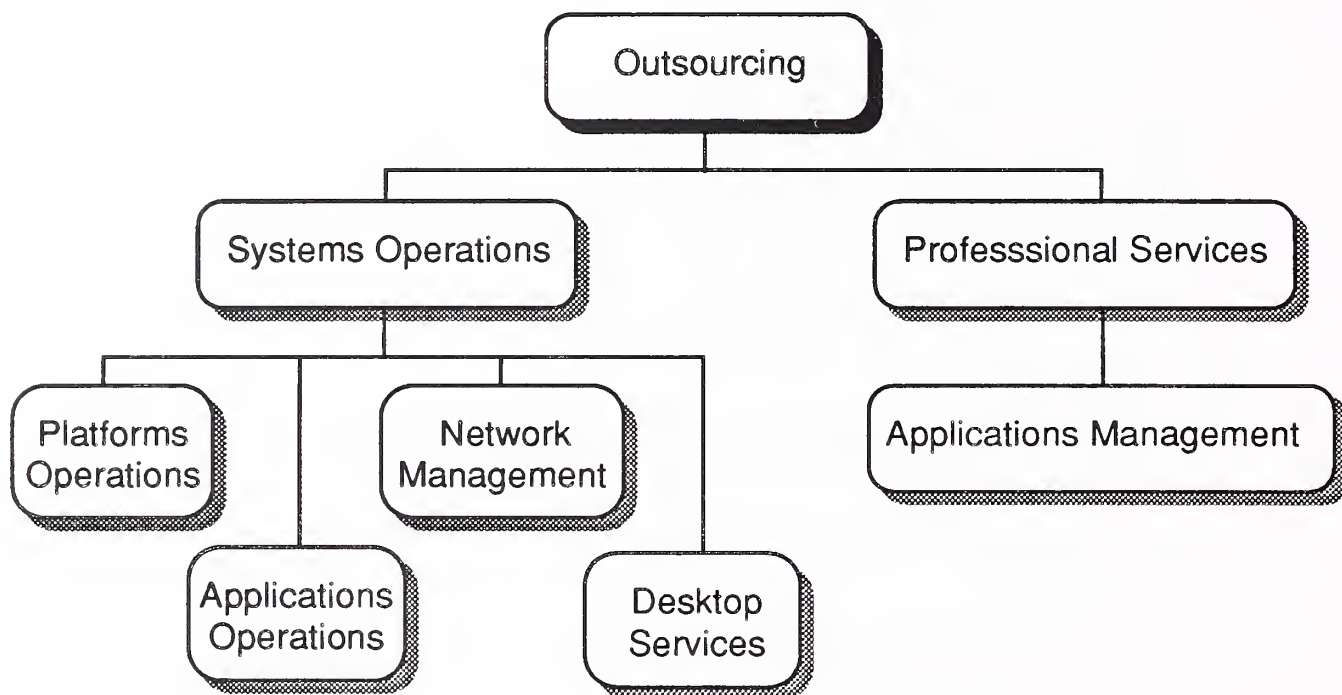 Outsourcing
Systems Operations
Professsional Services
Platforms
Operations
Network
Management
Applications Management
Applications
Operations
Desktop
Services